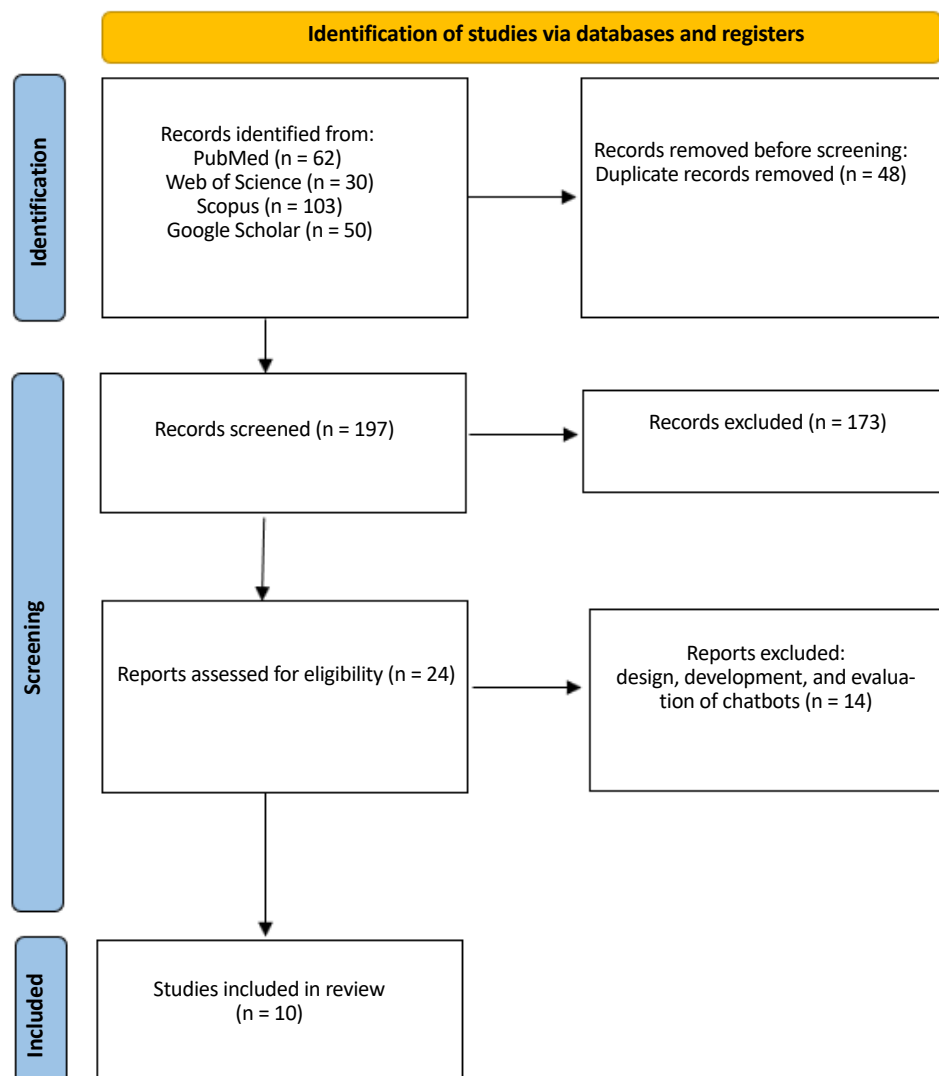 Identification of studies via databases and registers
Identification
Records identified from:
PubMed (n = 62)
Web of Science (n = 30)
Scopus (n = 103)
Google Scholar (n = 50)
Records removed before screening:
Duplicate records removed (n = 48)
Screening
Records screened (n = 197)
Records excluded (n = 173)
Reports assessed for eligibility (n = 24)
Reports excluded:
design, development, and evalua-
tion of chatbots (n = 14)
Included
Studies included in review
(n = 10)